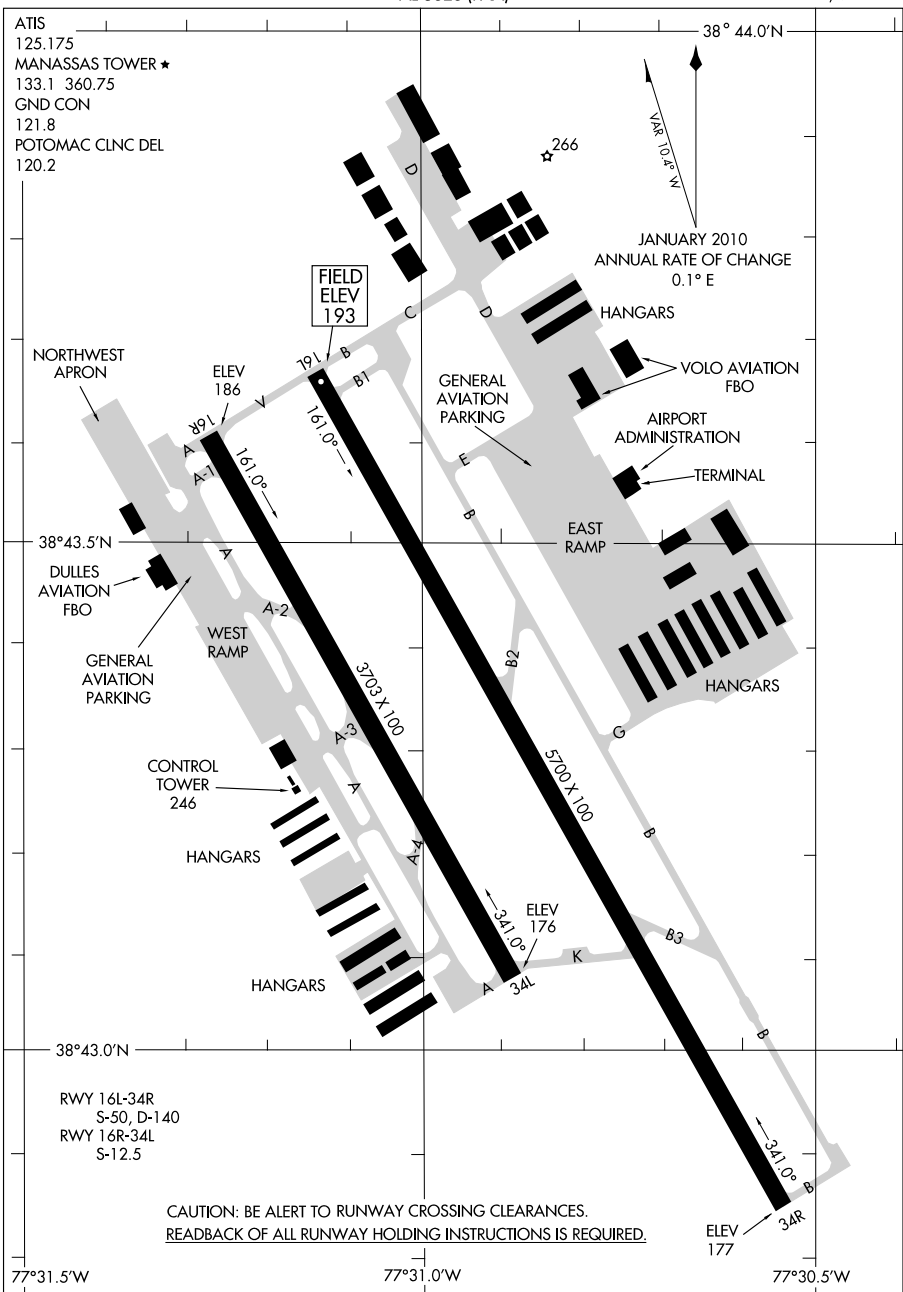 ATIS
125.175
MANASSAS TOWER ★
133.1 360.75
GND CON
121.8
POTOMAC CLNC DEL
120.2
38° 44.0'N
VAR 10.4° W
JANUARY 2010
ANNUAL RATE OF CHANGE
0.1° E
266
D
FIELD
ELEV
193
C
D
HANGARS
NORTHWEST
APRON
ELEV
186
16L
B
B1
V
16R
A
A-1
161.0°
161.0°
GENERAL
AVIATION
PARKING
VOLO AVIATION
FBO
AIRPORT
ADMINISTRATION
TERMINAL
E
B
EAST
RAMP
38°43.5'N
DULLES
AVIATION
FBO
A
A-2
WEST
RAMP
B2
GENERAL
AVIATION
PARKING
3703 X 100
HANGARS
G
A-3
5700 X 100
CONTROL
TOWER
246
A
B
HANGARS
A-4
341.0°
ELEV
176
B3
K
HANGARS
A
34L
B
38°43.0'N
RWY 16L-34R
S-50, D-140
RWY 16R-34L
S-12.5
341.0°
B
34R
CAUTION: BE ALERT TO RUNWAY CROSSING CLEARANCES.
READBACK OF ALL RUNWAY HOLDING INSTRUCTIONS IS REQUIRED.
ELEV
177
77°31.5'W
77°31.0'W
77°30.5'W